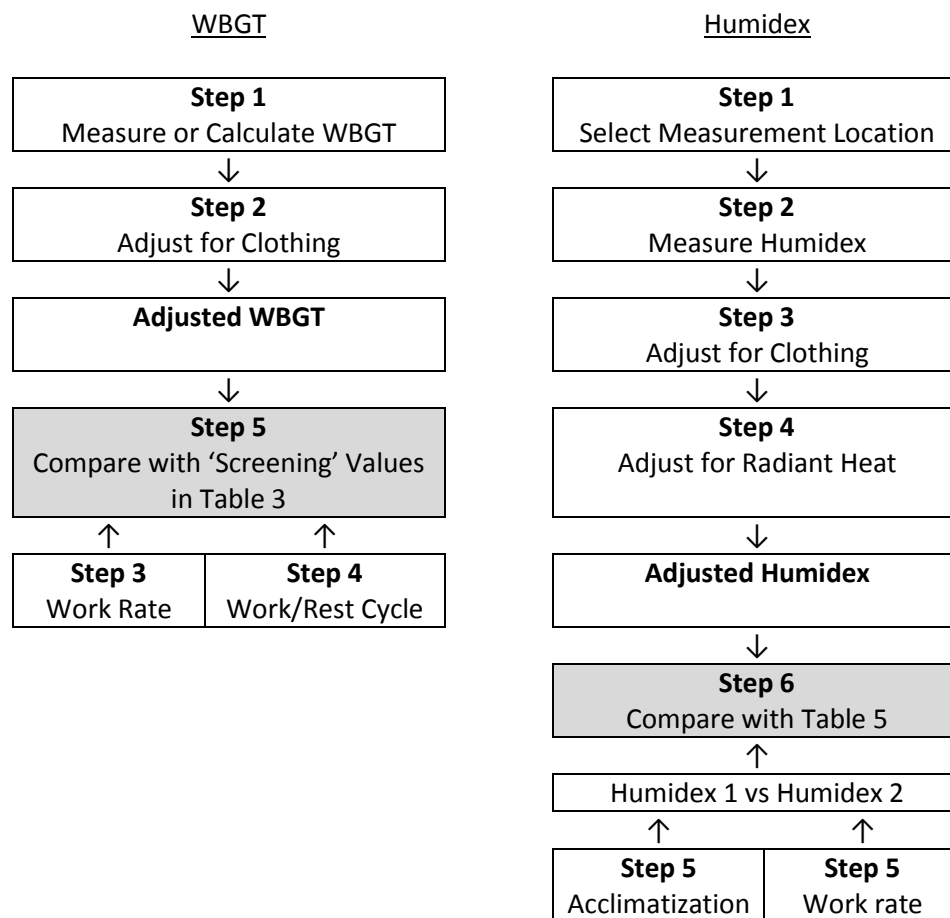 WBGT
Step 1
Measure or Calculate WBGT
↓
Step 2
Adjust for Clothing
↓
Adjusted WBGT
↓
Step 5
Compare with ‘Screening’ Values
in Table 3
↑ ↑
Step 3
Work Rate
Step 4
Work/Rest Cycle
Humidex
Step 1
Select Measurement Location
↓
Step 2
Measure Humidex
↓
Step 3
Adjust for Clothing
↓
Step 4
Adjust for Radiant Heat
↓
Adjusted Humidex
↓
Step 6
Compare with Table 5
↑
Humidex 1 vs Humidex 2
↑ ↑
Step 5
Acclimatization
Step 5
Work rate